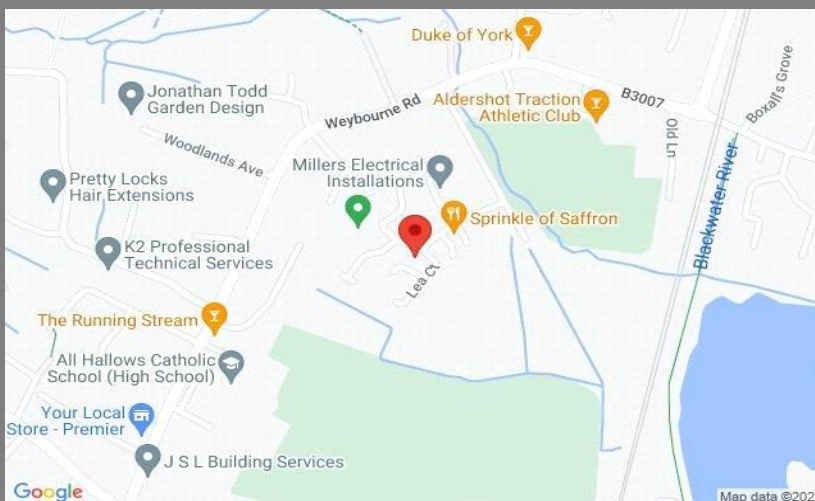 Duke of York
Jonathan Todd
Garden Design
Weybourne Rd
Aldershot Traction
Athletic Club
B3007
Boxall's Grove
Old Ln
Woodlands Ave
Millers Electrical
Installations
Pretty Locks
Hair Extensions
Sprinkle of Saffron
Blackwater River
K2 Professional
Technical Services
Lea Ct
The Running Stream
All Hallows Catholic
School (High School)
Your Local
Store - Premier
J S L Building Services
Google
Map data ©202